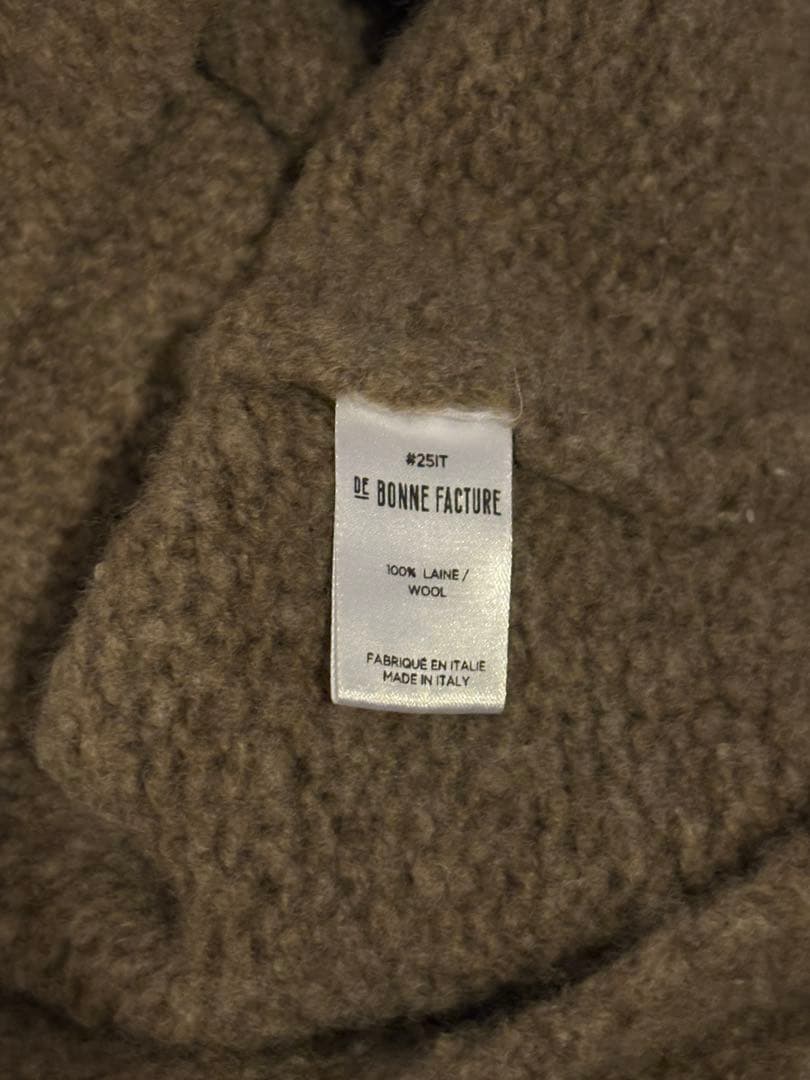 #25IT
DE BONNE FACTURE
100% LAINE /
WOOL
FABRIQUÉ EN ITALIE
MADE IN ITALY